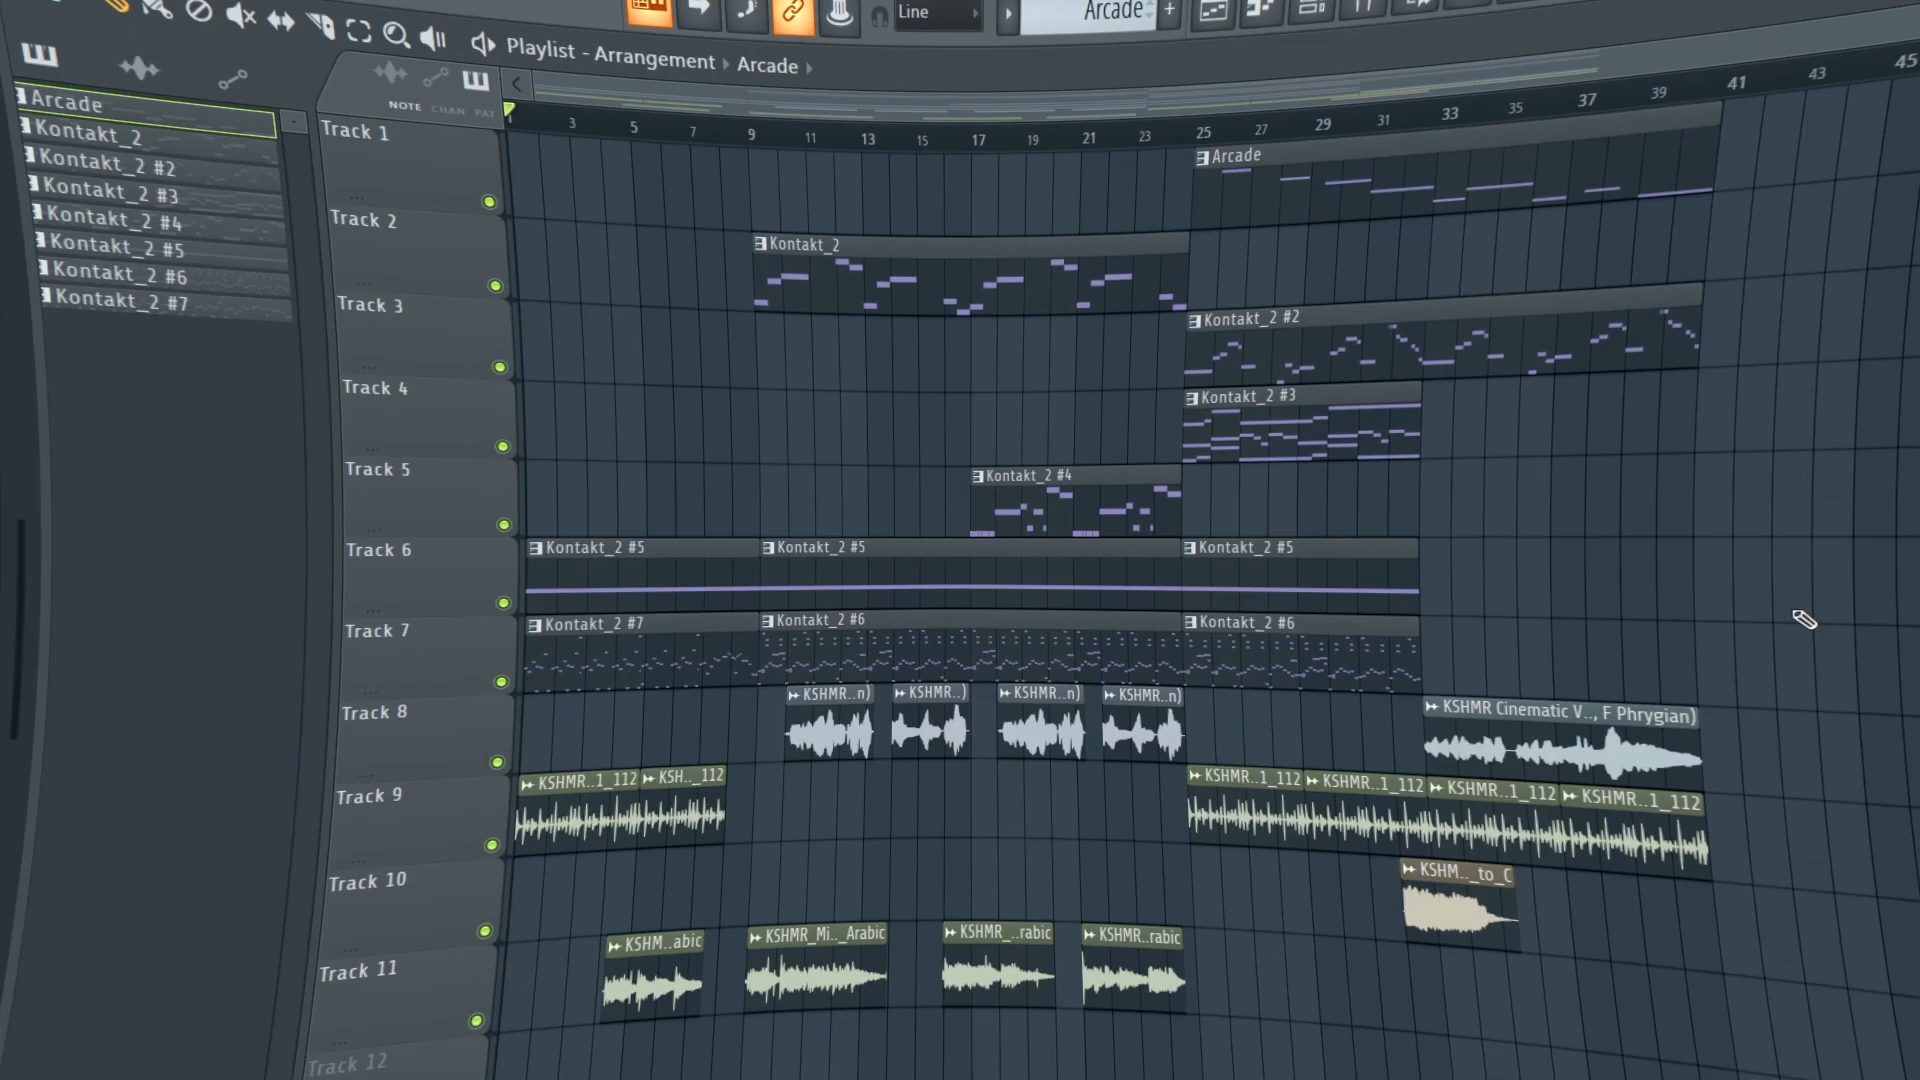 Line
Arcade
+
Playlist - Arrangement › Arcade ›
NOTE CHAN PAT
1 3 5 7 9 11 13 15 17 19 21 23 25 27 29 31 33 35 37 39 41 43 45
Arcade
Kontakt_2
Kontakt_2 #2
Kontakt_2 #3
Kontakt_2 #4
Kontakt_2 #5
Kontakt_2 #6
Kontakt_2 #7
Track 1
Arcade
Track 2
Kontakt_2
Track 3
Kontakt_2 #2
Track 4
Kontakt_2 #3
Track 5
Kontakt_2 #4
Track 6
Kontakt_2 #5 Kontakt_2 #5 Kontakt_2 #5
Track 7
Kontakt_2 #7 Kontakt_2 #6 Kontakt_2 #6
Track 8
KSHMR..n) KSHMR..) KSHMR..n) KSHMR..n) KSHMR Cinematic V.., F Phrygian)
Track 9
KSHMR..1_112 KSH.._112 KSHMR..1_112 KSHMR..1_112 KSHMR..1_112 KSHMR..1_112
Track 10
KSHM.._to_C
Track 11
KSHM..abic KSHMR_Mi.._Arabic KSHMR_..rabic KSHMR..rabic
Track 12